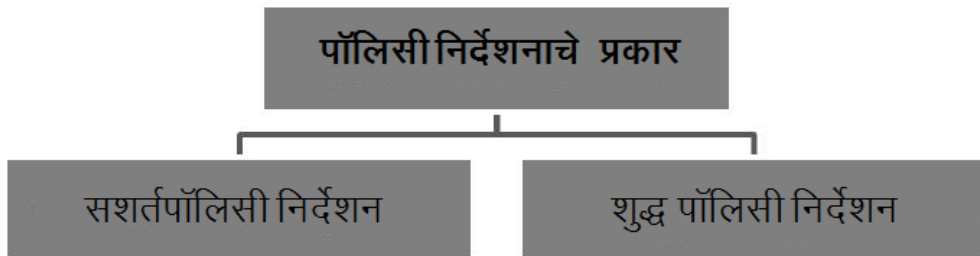 पॉलिसी निर्देशनाचे प्रकार
सशर्तपॉलिसी निर्देशन
शुद्ध पॉलिसी निर्देशन